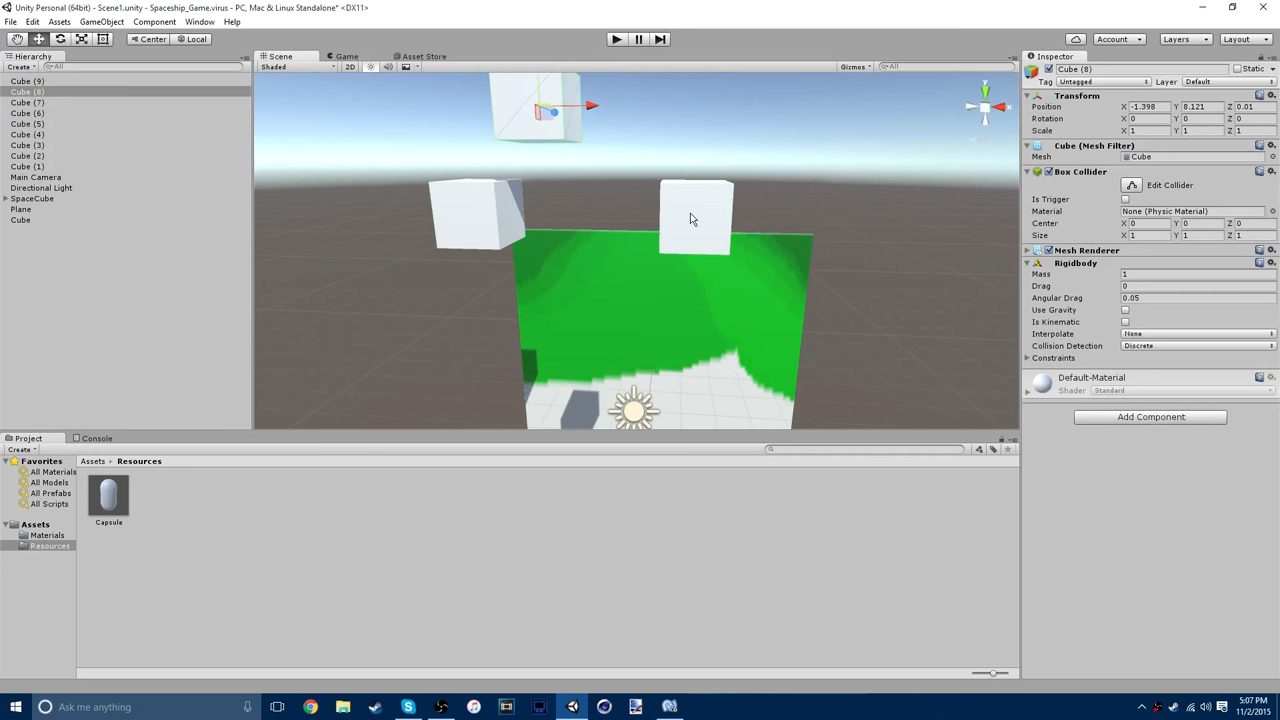 Unity Personal (64bit) - Scene1.unity - Spaceship_Game.virus - PC, Mac & Linux Standalone* <DX11>
File Edit Assets GameObject Component Window Help
Center Local Account Layers Layout
Hierarchy Scene Game Asset Store Inspector
Create All Shaded 2D Gizmos All Cube (8) Static
Cube (9) Tag Untagged Layer Default
Cube (8) y Transform
Cube (7) x Position X -1.398 Y 8.121 Z 0.01
Cube (6) Rotation X 0 Y 0 Z 0
Cube (5) Scale X 1 Y 1 Z 1
Cube (4) Cube (Mesh Filter)
Cube (3) Mesh Cube
Cube (2) Box Collider
Cube (1) Edit Collider
Main Camera Is Trigger
Directional Light Material None (Physic Material)
SpaceCube Center X 0 Y 0 Z 0
Plane Size X 1 Y 1 Z 1
Cube Mesh Renderer
Rigidbody
Mass 1
Drag 0
Angular Drag 0.05
Use Gravity
Is Kinematic
Interpolate None
Collision Detection Discrete
Constraints
Default-Material
Shader Standard
Add Component
Project Console
Create
Favorites Assets Resources
All Materials
All Models
All Prefabs
All Scripts
Capsule
Assets
Materials
Resources
Ask me anything
5:07 PM
11/2/2015